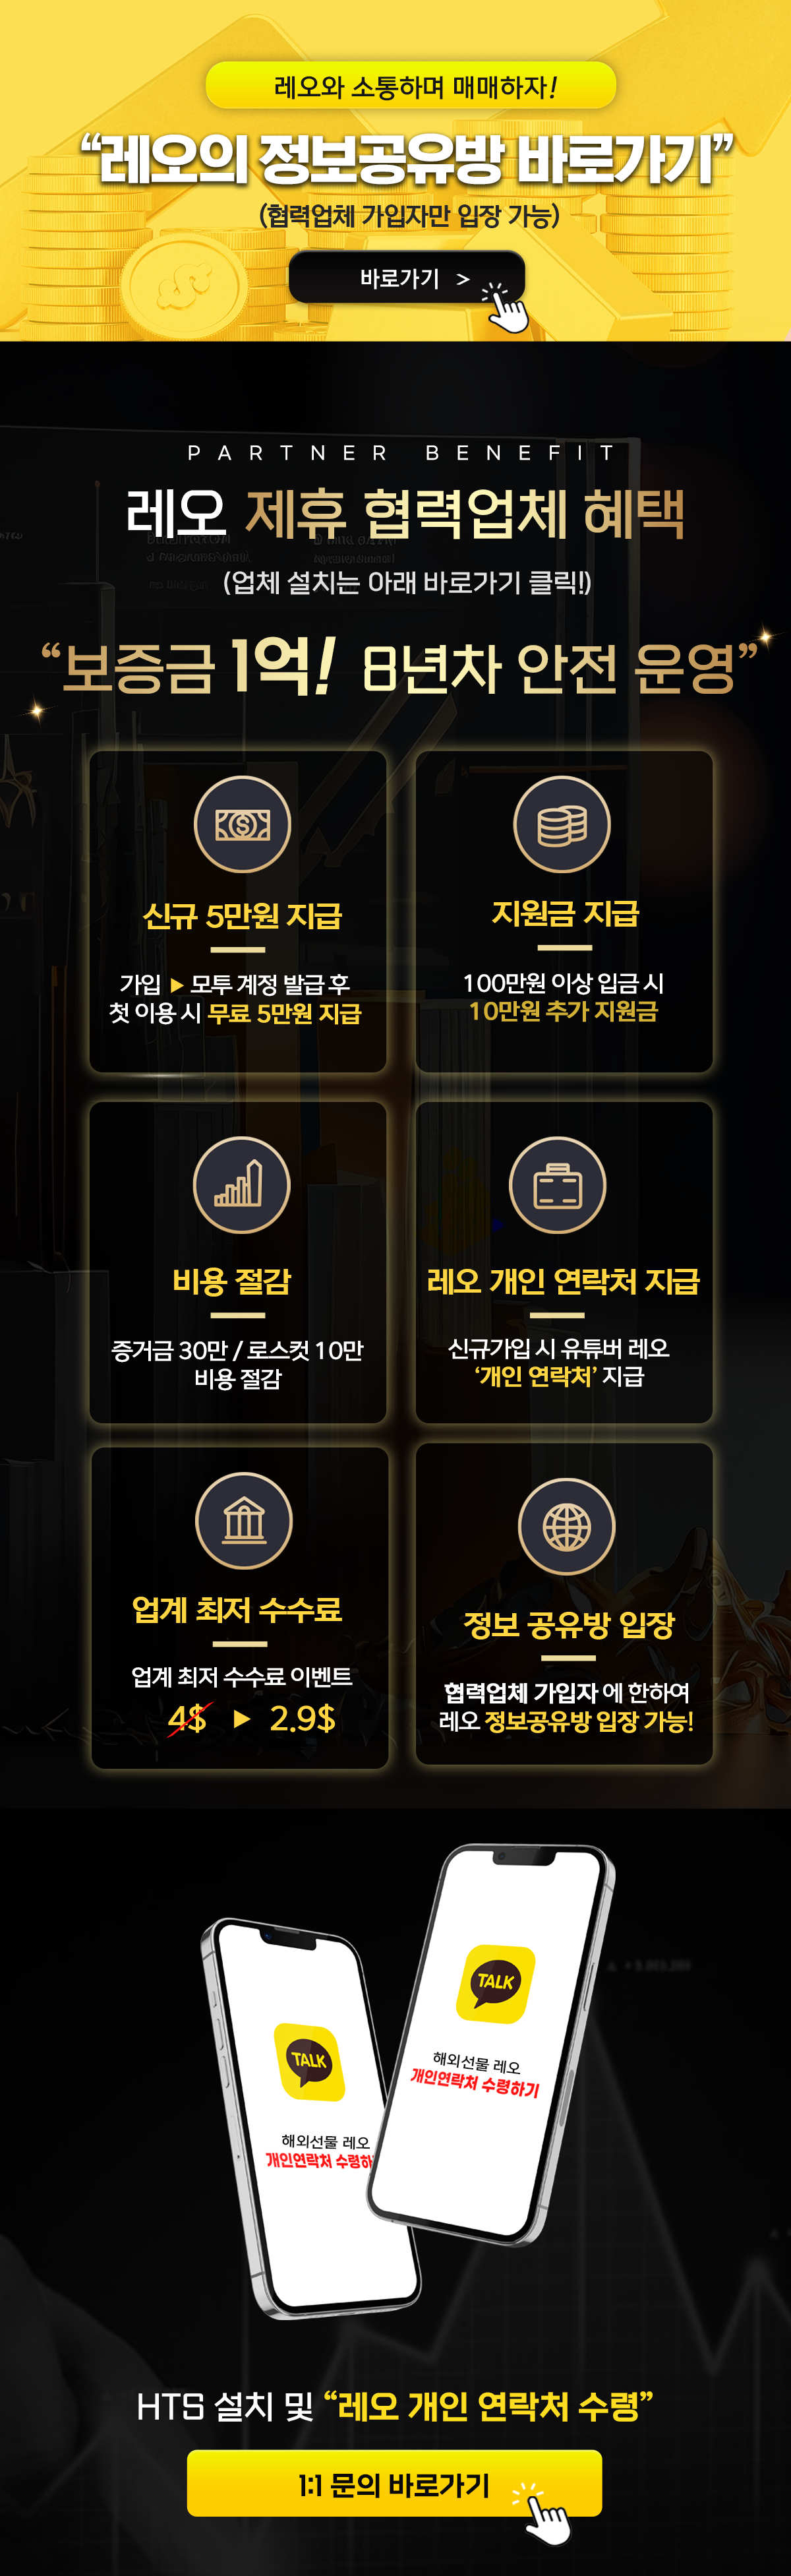 레오와 소통하며 매매하자!
“레오의 정보공유방 바로가기”
(협력업체 가입자만 입장 가능)
바로가기 >
PARTNER BENEFIT
레오 제휴 협력업체 혜택
(업체 설치는 아래 바로가기 클릭!)
“보증금 1억! 8년차 안전 운영”
신규 5만원 지급
가입 ▶ 모투 계정 발급 후
첫 이용 시 무료 5만원 지급
지원금 지급
100만원 이상 입금 시
10만원 추가 지원금
비용 절감
증거금 30만 / 로스컷 10만
비용 절감
레오 개인 연락처 지급
신규가입 시 유튜버 레오
‘개인 연락처’ 지급
업계 최저 수수료
업계 최저 수수료 이벤트
4$ ▶ 2.9$
정보 공유방 입장
협력업체 가입자에 한하여
레오 정보공유방 입장 가능!
TALK
해외선물 레오
개인연락처 수령하기
TALK
해외선물 레오
개인연락처 수령하
HTS 설치 및 “레오 개인 연락처 수령”
1:1 문의 바로가기